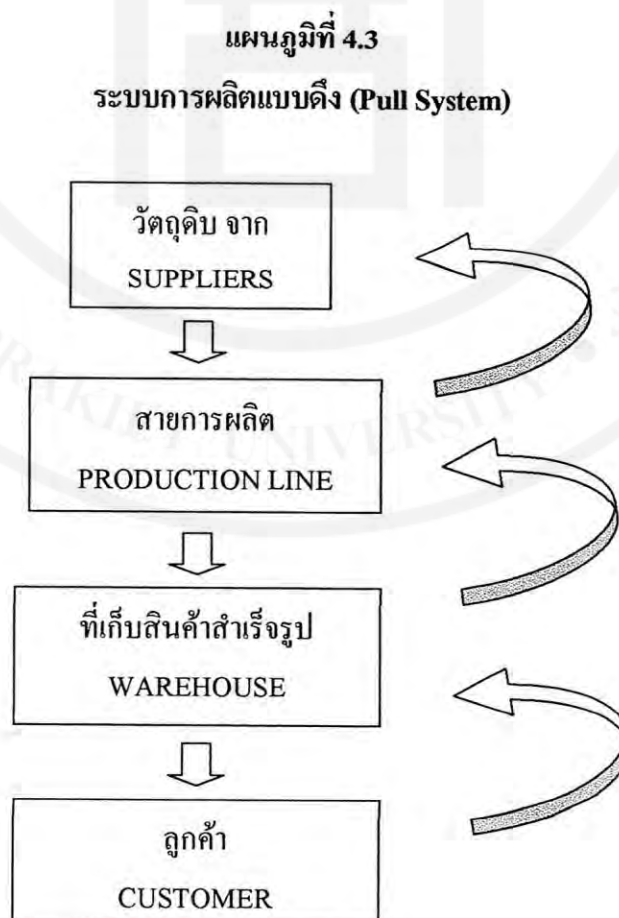 แผนภูมิที่ 4.3
ระบบการผลิตแบบดึง (Pull System)
วัตถุดิบ จาก
SUPPLIERS
สายการผลิต
PRODUCTION LINE
ที่เก็บสินค้าสำเร็จรูป
WAREHOUSE
ลูกค้า
CUSTOMER
UNIVERSITY